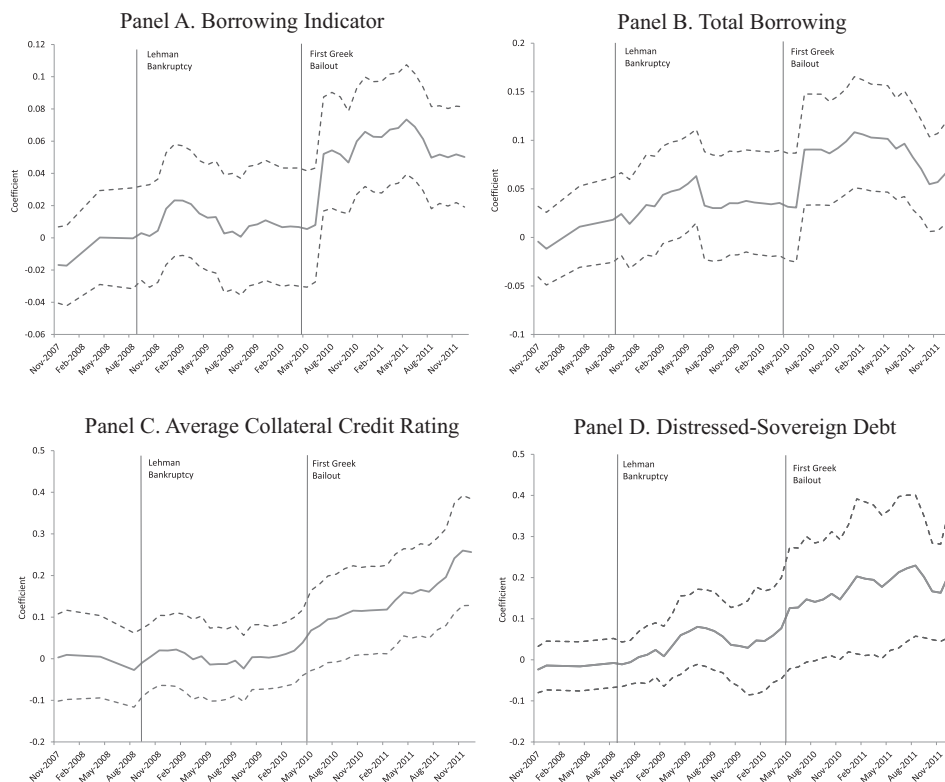 Panel A. Borrowing Indicator
Coefficient
0.12
0.1
0.08
0.06
0.04
0.02
0
-0.02
-0.04
-0.06
Lehman
Bankruptcy
First Greek
Bailout
Nov-2007
Feb-2008
May-2008
Aug-2008
Nov-2008
Feb-2009
May-2009
Aug-2009
Nov-2009
Feb-2010
May-2010
Aug-2010
Nov-2010
Feb-2011
May-2011
Aug-2011
Nov-2011
Panel B. Total Borrowing
Coefficient
0.2
0.15
0.1
0.05
0
-0.05
-0.1
Lehman
Bankruptcy
First Greek
Bailout
Nov-2007
Feb-2008
May-2008
Aug-2008
Nov-2008
Feb-2009
May-2009
Aug-2009
Nov-2009
Feb-2010
May-2010
Aug-2010
Nov-2010
Feb-2011
May-2011
Aug-2011
Nov-2011
Panel C. Average Collateral Credit Rating
Coefficient
0.5
0.4
0.3
0.2
0.1
0
-0.1
-0.2
Lehman
Bankruptcy
First Greek
Bailout
Nov-2007
Feb-2008
May-2008
Aug-2008
Nov-2008
Feb-2009
May-2009
Aug-2009
Nov-2009
Feb-2010
May-2010
Aug-2010
Nov-2010
Feb-2011
May-2011
Aug-2011
Nov-2011
Panel D. Distressed-Sovereign Debt
Coeffficient
0.5
0.4
0.3
0.2
0.1
0
-0.1
-0.2
Lehman
Bankruptcy
First Greek
Bailout
Nov-2007
Feb-2008
May-2008
Aug-2008
Nov-2008
Feb-2009
May-2009
Aug-2009
Nov-2009
Feb-2010
May-2010
Aug-2010
Nov-2010
Feb-2011
May-2011
Aug-2011
Nov-2011